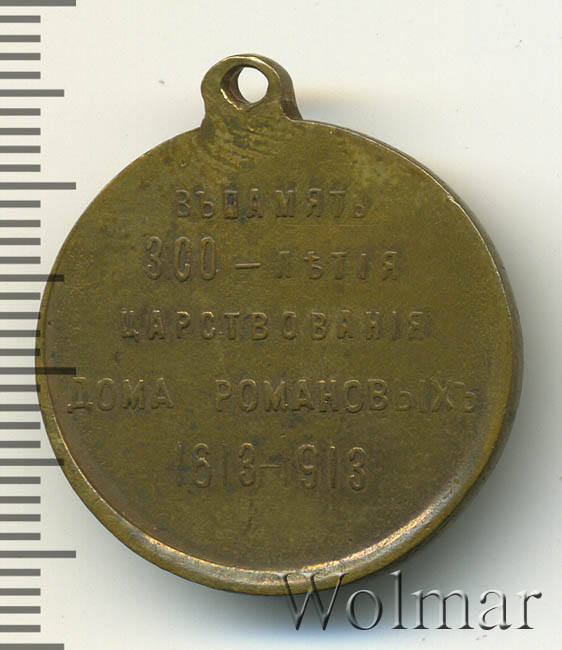 ВЪ ПАМЯТЬ
300 – ЛѢТІЯ
ЦАРСТВОВАНІЯ
ДОМА РОМАНОВЫХЪ
1613–1913
Wolmar